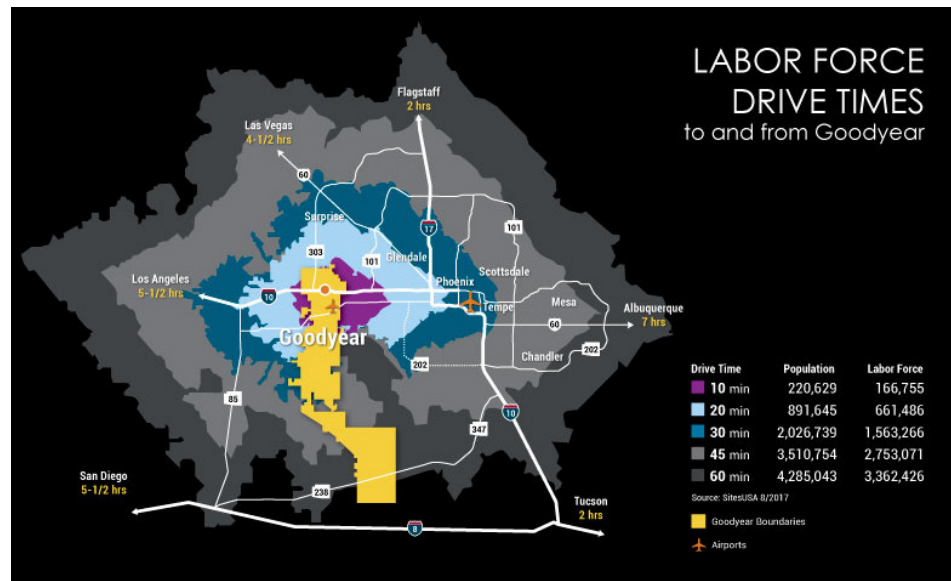 LABOR FORCE
DRIVE TIMES
to and from Goodyear
Flagstaff
2 hrs
Las Vegas
4-1/2 hrs
60
17
Surprise
303
101
101
Glendale
Scottsdale
Los Angeles
5-1/2 hrs
10
Phoenix
Tempe
Mesa
Albuquerque
7 hrs
60
Goodyear
202
Chandler
202
85
347
10
238
San Diego
5-1/2 hrs
8
Tucson
2 hrs
Drive Time Population Labor Force
10 min 220,629 166,755
20 min 891,645 661,486
30 min 2,026,739 1,563,266
45 min 3,510,754 2,753,071
60 min 4,285,043 3,362,426
Source: SitesUSA 8/2017
Goodyear Boundaries
Airports